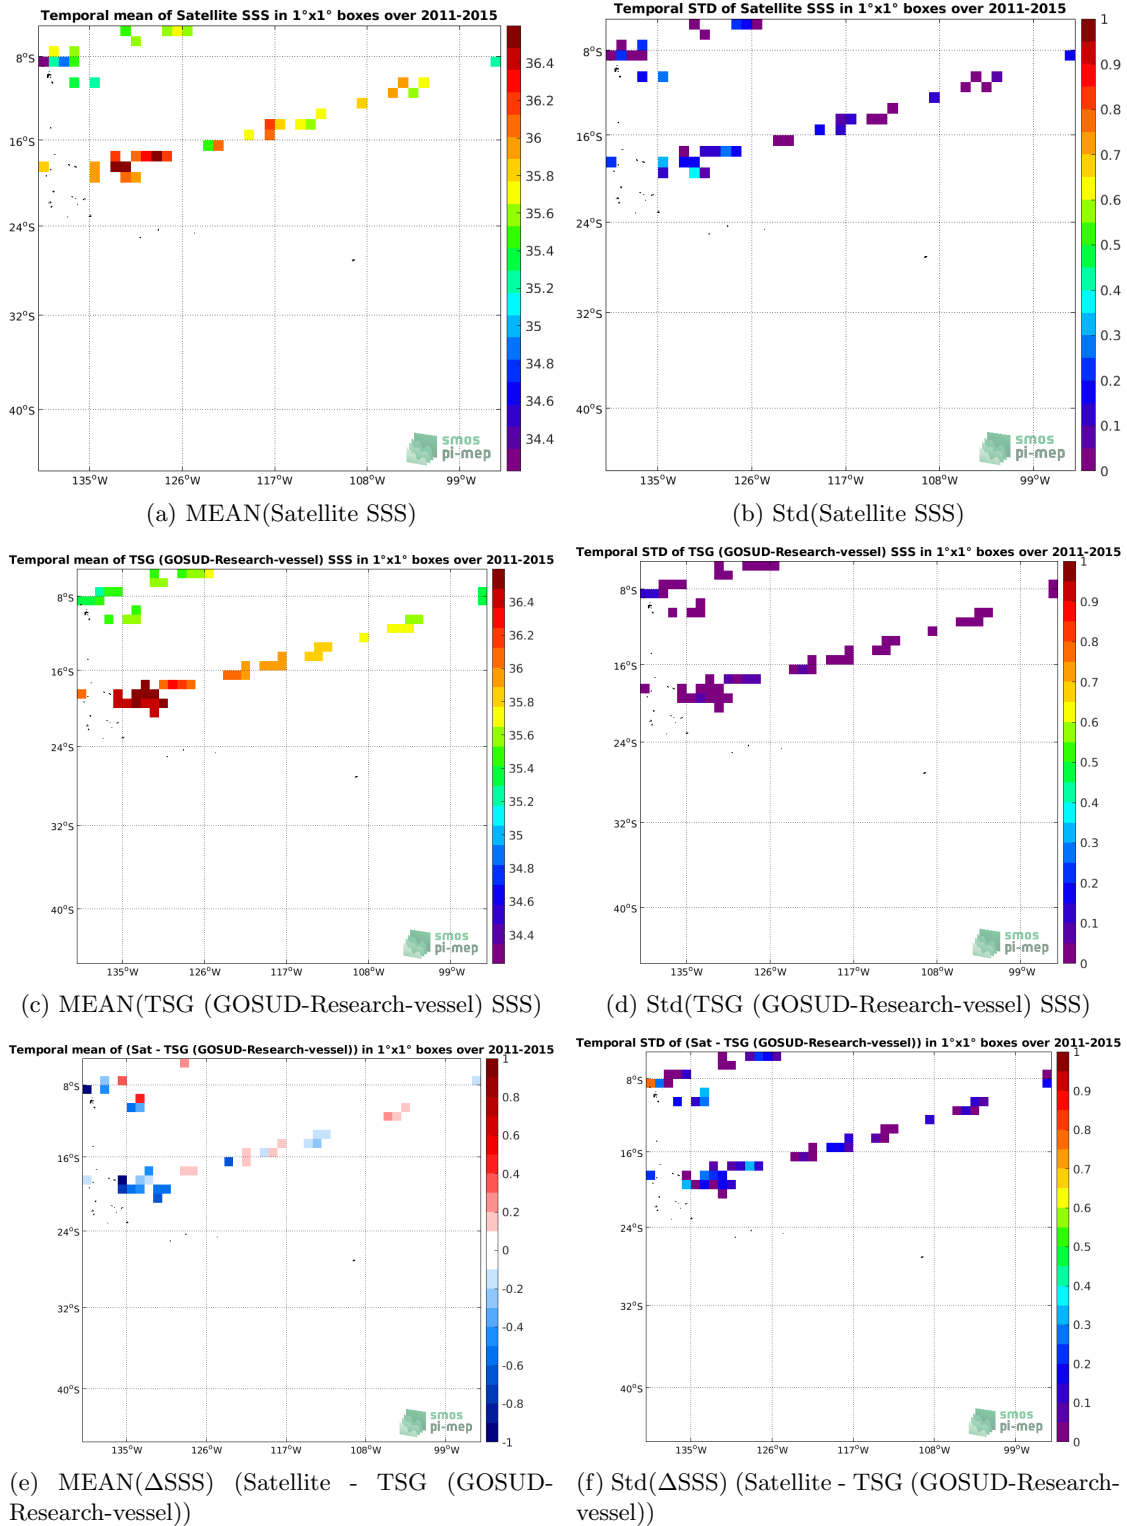 Temporal mean of Satellite SSS in 1°x1° boxes over 2011-2015
8°S
16°S
24°S
32°S
40°S
135°W
126°W
117°W
108°W
99°W
36.4
36.2
36
35.8
35.6
35.4
35.2
35
34.8
34.6
34.4
smos
pi-mep
(a) MEAN(Satellite SSS)
Temporal STD of Satellite SSS in 1°x1° boxes over 2011-2015
8°S
16°S
24°S
32°S
40°S
135°W
126°W
117°W
108°W
99°W
1
0.9
0.8
0.7
0.6
0.5
0.4
0.3
0.2
0.1
0
smos
pi-mep
(b) Std(Satellite SSS)
Temporal mean of TSG (GOSUD-Research-vessel) SSS in 1°x1° boxes over 2011-2015
8°S
16°S
24°S
32°S
40°S
135°W
126°W
117°W
108°W
99°W
36.4
36.2
36
35.8
35.6
35.4
35.2
35
34.8
34.6
34.4
smos
pi-mep
(c) MEAN(TSG (GOSUD-Research-vessel) SSS)
Temporal STD of TSG (GOSUD-Research-vessel) SSS in 1°x1° boxes over 2011-2015
8°S
16°S
24°S
32°S
40°S
135°W
126°W
117°W
108°W
99°W
1
0.9
0.8
0.7
0.6
0.5
0.4
0.3
0.2
0.1
0
smos
pi-mep
(d) Std(TSG (GOSUD-Research-vessel) SSS)
Temporal mean of (Sat - TSG (GOSUD-Research-vessel)) in 1°x1° boxes over 2011-2015
8°S
16°S
24°S
32°S
40°S
135°W
126°W
117°W
108°W
99°W
1
0.8
0.6
0.4
0.2
0
-0.2
-0.4
-0.6
-0.8
-1
smos
pi-mep
(e) MEAN(ΔSSS) (Satellite - TSG (GOSUD-
Research-vessel))
Temporal STD of (Sat - TSG (GOSUD-Research-vessel)) in 1°x1° boxes over 2011-2015
8°S
16°S
24°S
32°S
40°S
135°W
126°W
117°W
108°W
99°W
1
0.9
0.8
0.7
0.6
0.5
0.4
0.3
0.2
0.1
0
smos
pi-mep
(f) Std(ΔSSS) (Satellite - TSG (GOSUD-Research-
vessel))